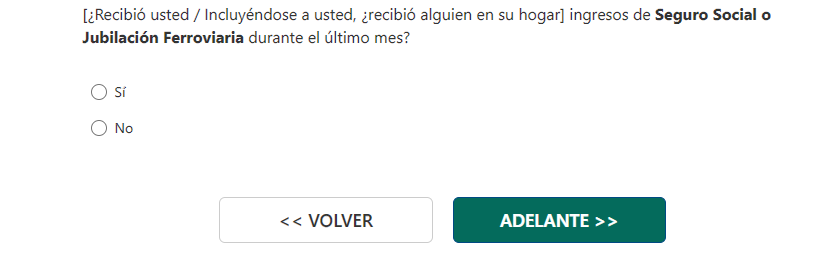 [¿Recibió usted / Incluyéndose a usted, ¿recibió alguien en su hogar] ingresos de Seguro Social o
Jubilación Ferroviaria durante el último mes?
Sí
No
<< VOLVER
ADELANTE >>